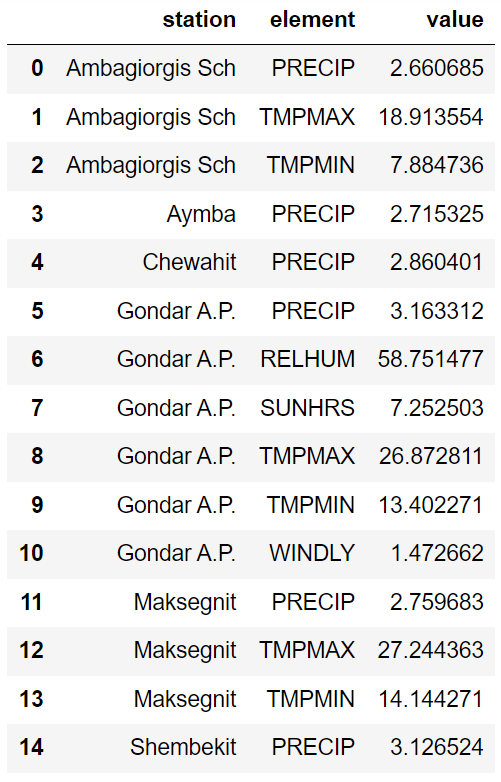 station element value
0 Ambagiorgis Sch PRECIP 2.660685
1 Ambagiorgis Sch TMPMAX 18.913554
2 Ambagiorgis Sch TMPMIN 7.884736
3 Aymba PRECIP 2.715325
4 Chewahit PRECIP 2.860401
5 Gondar A.P. PRECIP 3.163312
6 Gondar A.P. RELHUM 58.751477
7 Gondar A.P. SUNHRS 7.252503
8 Gondar A.P. TMPMAX 26.872811
9 Gondar A.P. TMPMIN 13.402271
10 Gondar A.P. WINDLY 1.472662
11 Maksegnit PRECIP 2.759683
12 Maksegnit TMPMAX 27.244363
13 Maksegnit TMPMIN 14.144271
14 Shembekit PRECIP 3.126524